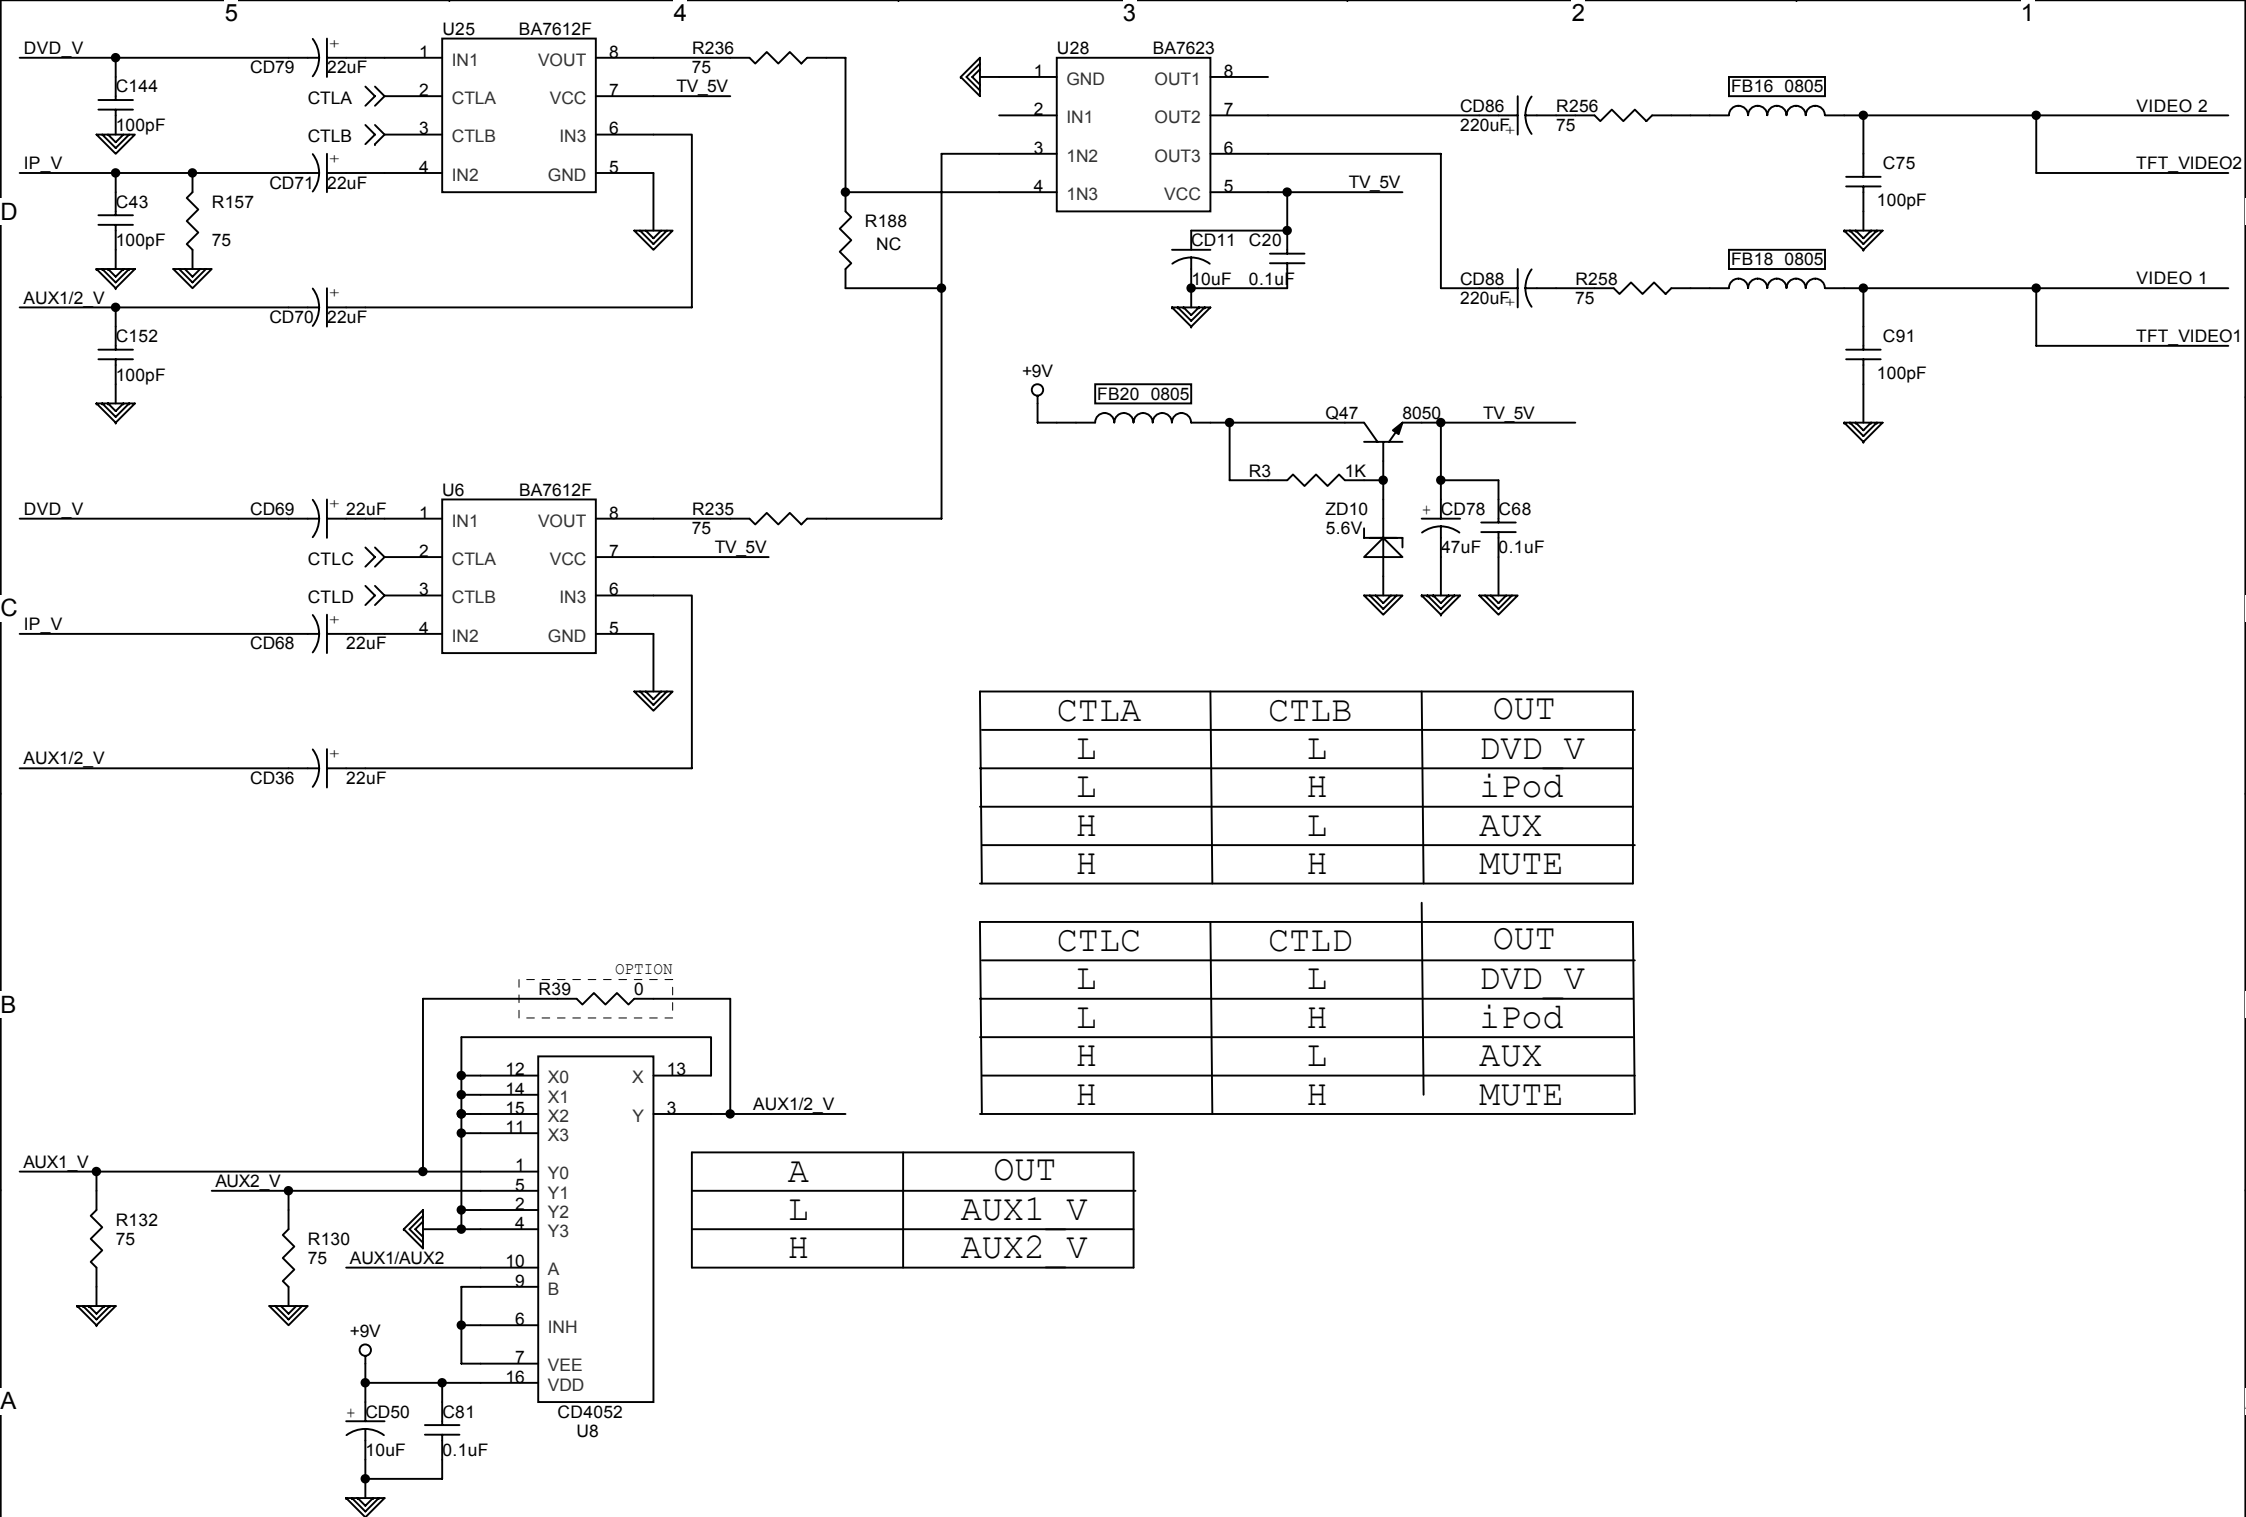 5 4 3 2 1
DVD_V
C144
100pF
CD79
+
22uF
CTLA
CTLB
U25 BA7612F
1 IN1 VOUT 8
2 CTLA VCC 7
3 CTLB IN3 6
4 IN2 GND 5
R236
75
TV_5V
IP_V
CD71
+
22uF
D
C43
100pF
R157
75
AUX1/2_V
CD70
+
22uF
C152
100pF
R188
NC
U28 BA7623
1 GND OUT1 8
2 IN1 OUT2 7
3 1N2 OUT3 6
4 1N3 VCC 5
TV_5V
CD11 C20
10uF 0.1uF
CD86
220uF+
R256
75
FB16 0805
VIDEO 2
C75
100pF
TFT_VIDEO2
CD88
220uF+
R258
75
FB18 0805
VIDEO 1
C91
100pF
TFT_VIDEO1
+9V
FB20 0805
Q47 8050 TV_5V
R3 1K
ZD10
5.6V
+ CD78 C68
47uF 0.1uF
DVD_V
CD69
+
22uF
CTLC
CTLD
U6 BA7612F
1 IN1 VOUT 8
2 CTLA VCC 7
3 CTLB IN3 6
4 IN2 GND 5
R235
75
TV_5V
C
IP_V
CD68
+
22uF
AUX1/2_V
CD36
+
22uF
CTLA CTLB OUT
L L DVD_V
L H iPod
H L AUX
H H MUTE
CTLC CTLD OUT
L L DVD_V
L H iPod
H L AUX
H H MUTE
B
OPTION
R39 0
12 X0 X 13
14 X1
15 X2 Y 3 AUX1/2_V
11 X3
AUX1_V
1 Y0
AUX2_V
5 Y1
2 Y2
4 Y3
R132
75
R130
75
AUX1/AUX2
10 A
9 B
6 INH
7 VEE
16 VDD
CD4052
U8
A OUT
L AUX1_V
H AUX2_V
+9V
A
+ CD50 C81
10uF 0.1uF